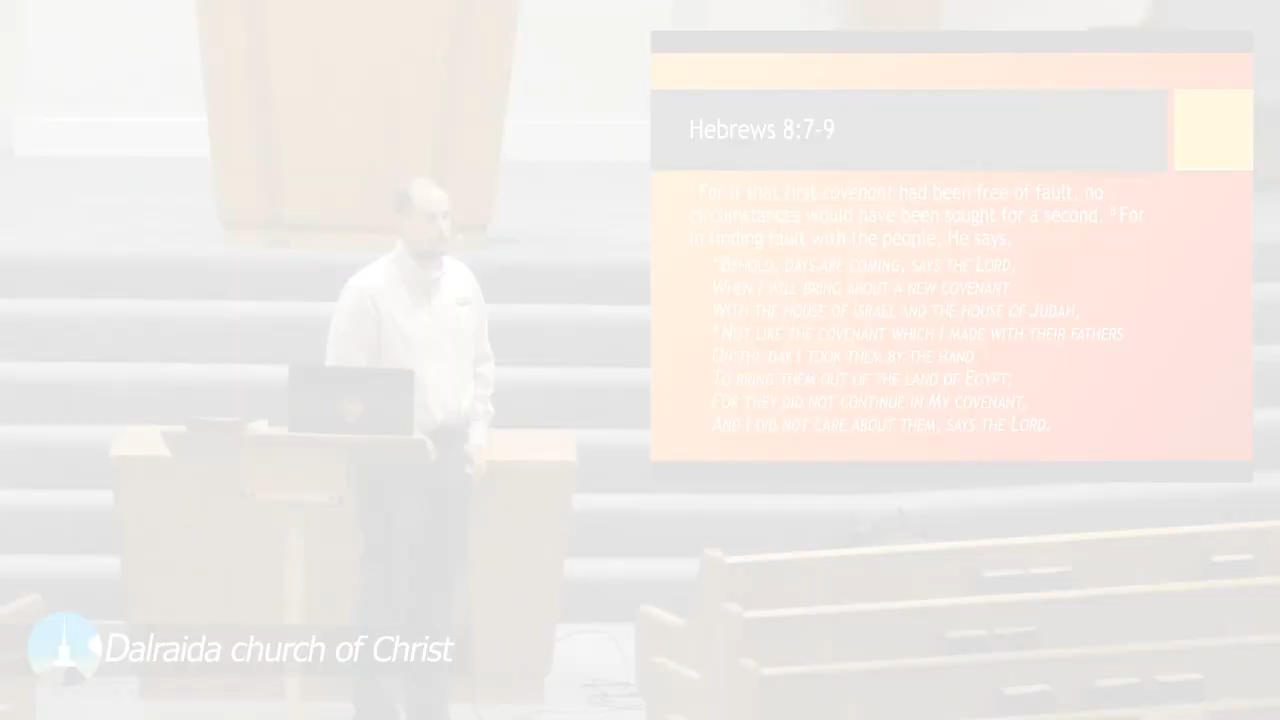 Hebrews 8:7-9
For if that first covenant had been free of fault, no
circumstances would have been sought for a second. 8 For
in finding fault with the people, He says,
"BEHOLD, DAYS ARE COMING, SAYS THE LORD,
WHEN I WILL BRING ABOUT A NEW COVENANT
WITH THE HOUSE OF ISRAEL AND THE HOUSE OF JUDAH,
9 NOT LIKE THE COVENANT WHICH I MADE WITH THEIR FATHERS
ON THE DAY I TOOK THEM BY THE HAND
TO BRING THEM OUT OF THE LAND OF EGYPT;
FOR THEY DID NOT CONTINUE IN MY COVENANT,
AND I DID NOT CARE ABOUT THEM, SAYS THE LORD.
Dalraida church of Christ